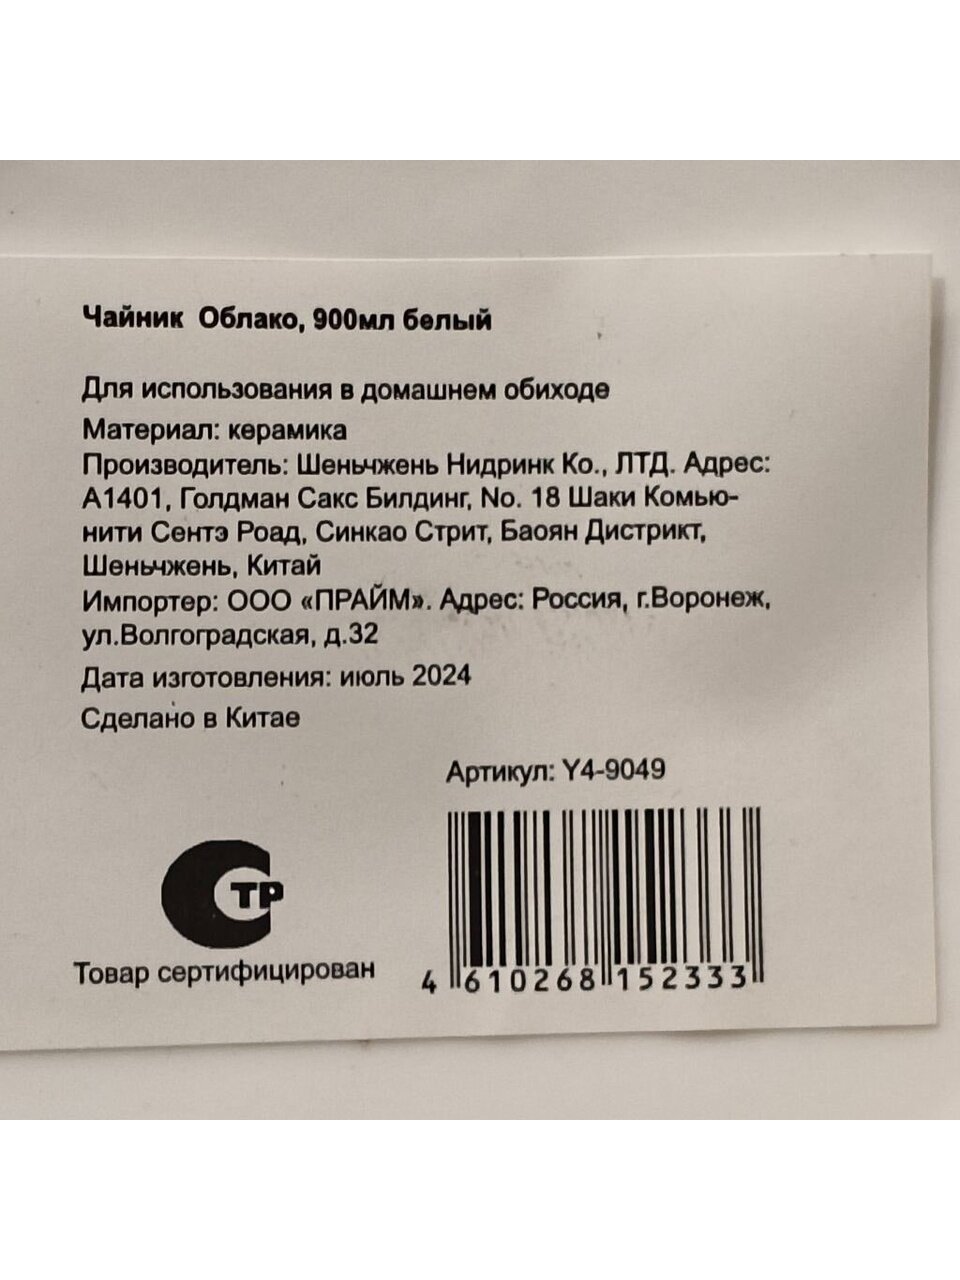 Чайник Облако, 900мл белый
Для использования в домашнем обиходе
Материал: керамика
Производитель: Шеньчжень Нидринк Ко., ЛТД. Адрес:
А1401, Голдман Сакс Билдинг, No. 18 Шаки Комью-
нити Сентэ Роад, Синкао Стрит, Баоян Дистрикт,
Шеньчжень, Китай
Импортер: ООО «ПРАЙМ». Адрес: Россия, г.Воронеж,
ул.Волгоградская, д.32
Дата изготовления: июль 2024
Сделано в Китае
Артикул: Y4-9049
СТР
Товар сертифицирован
4 610268 152333